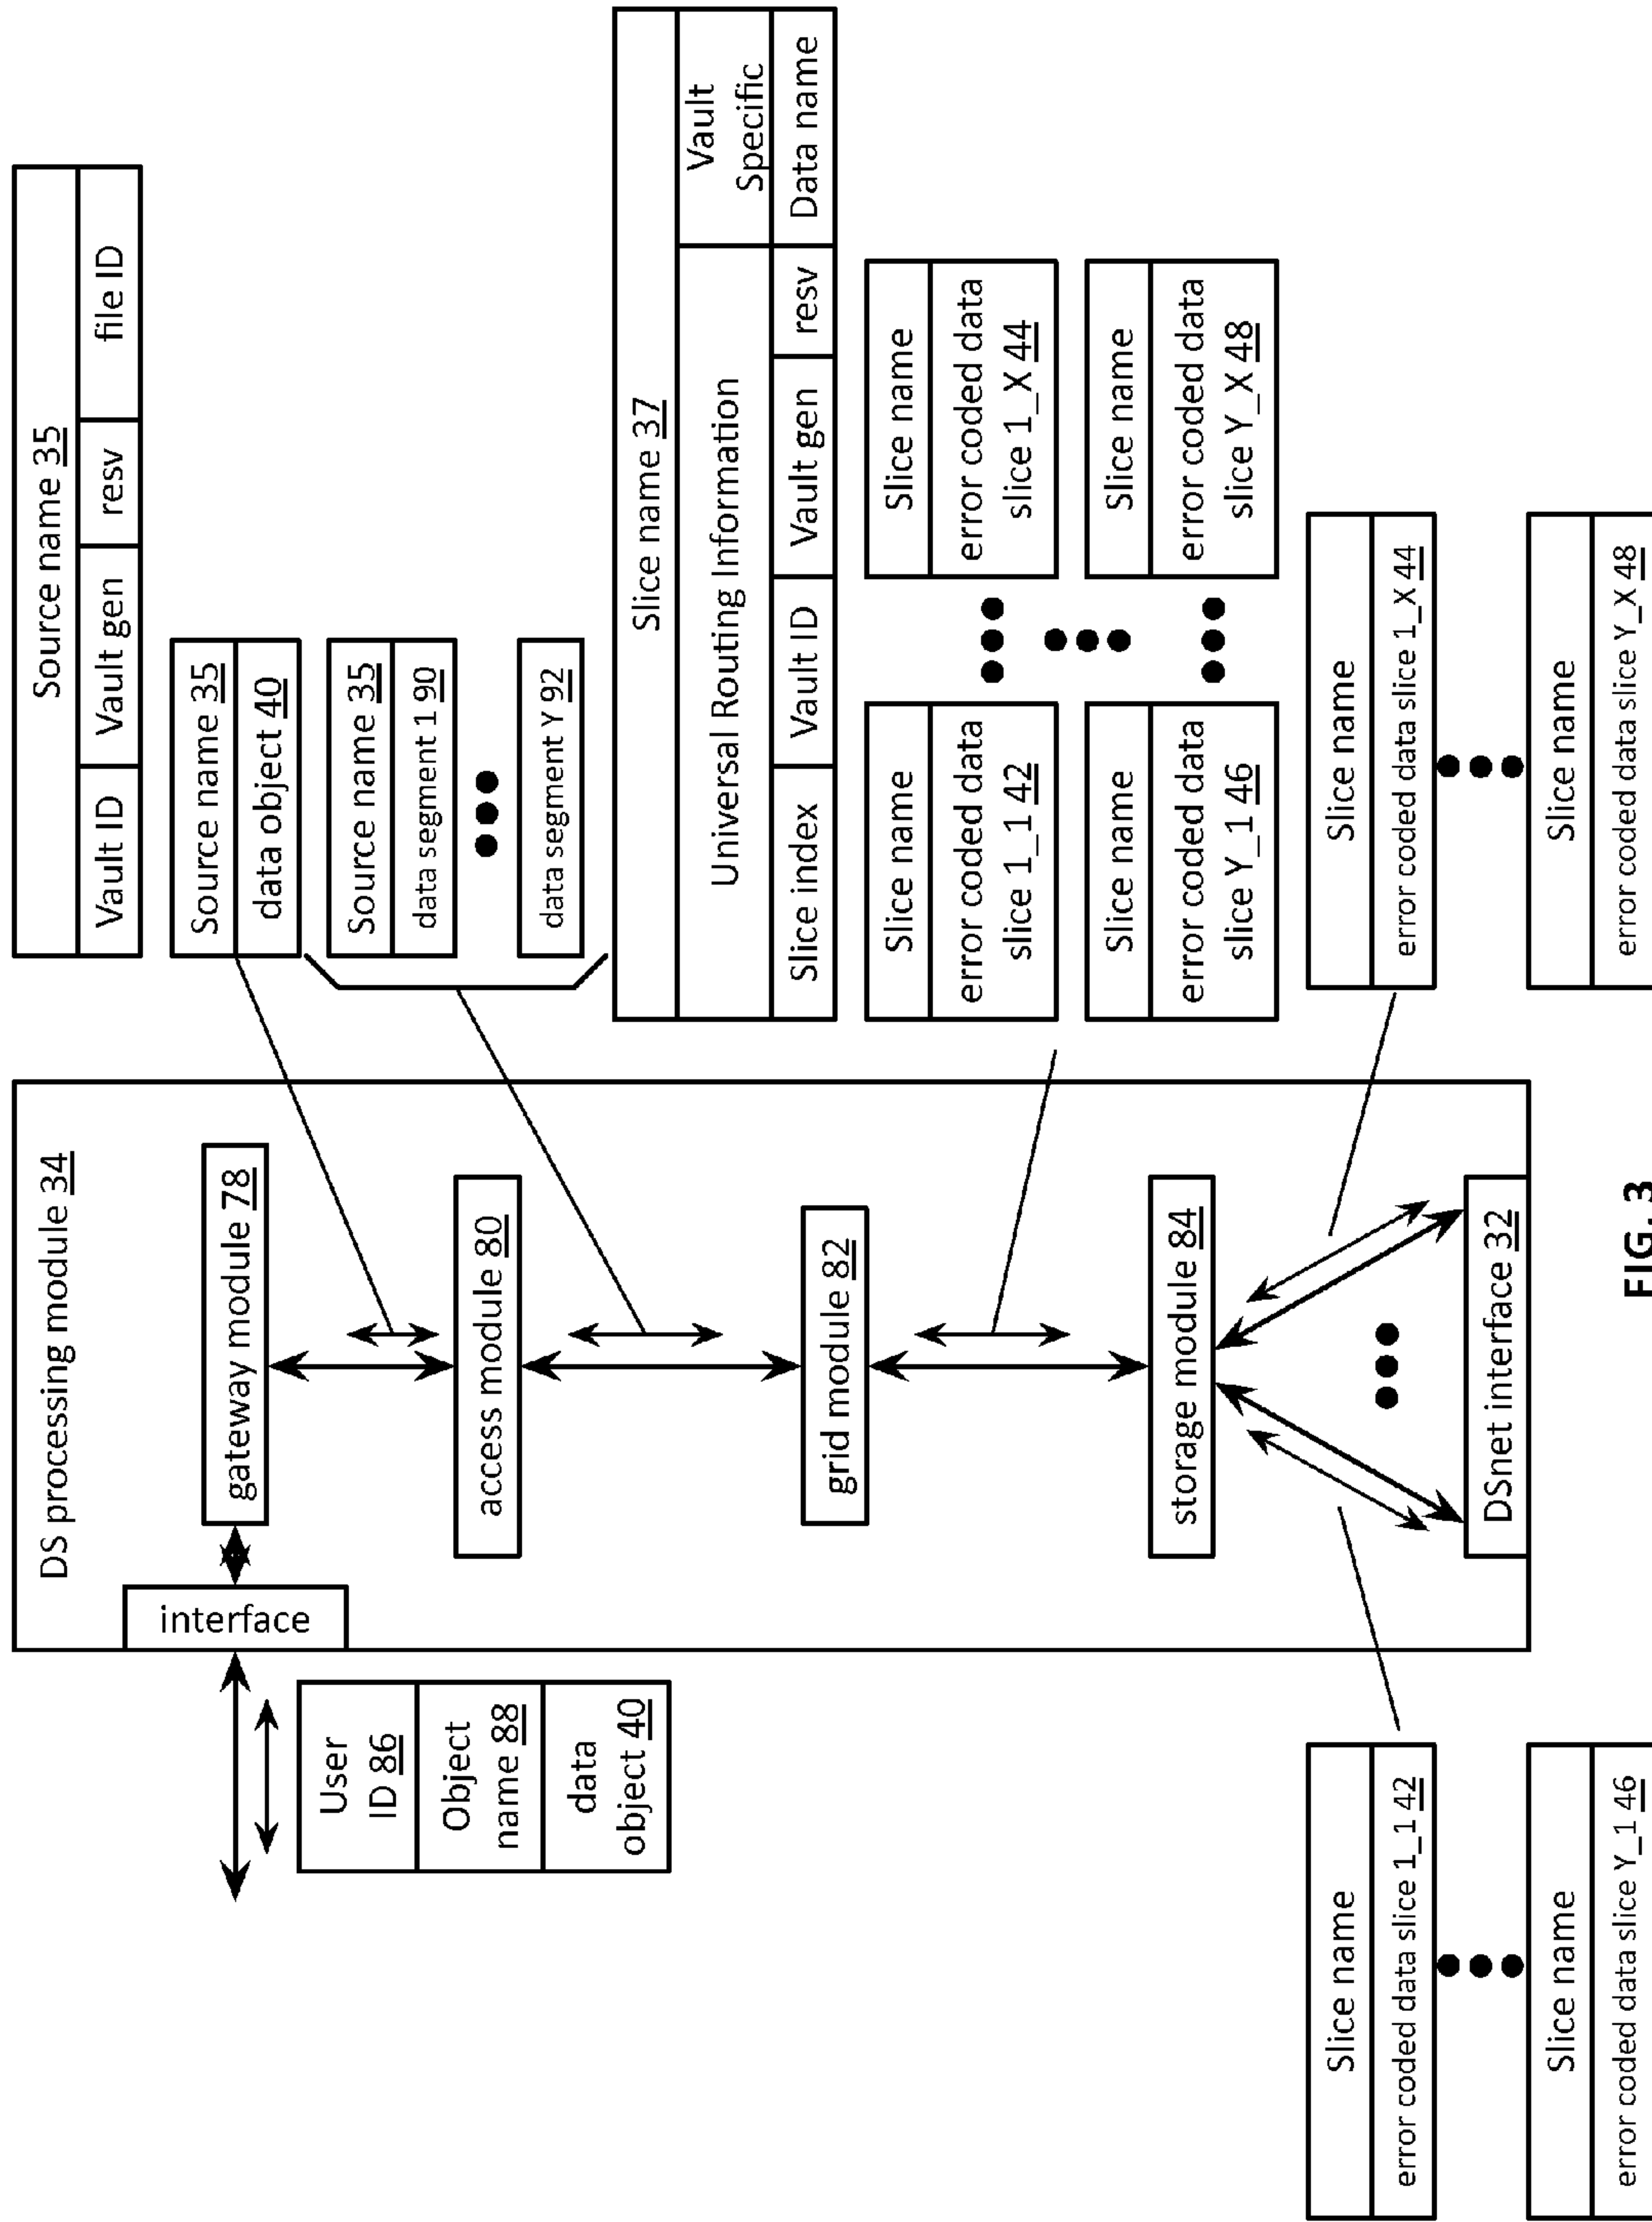 DS processing module 34
interface
gateway module 78
access module 80
grid module 82
storage module 84
DSnet interface 32
User
ID 86
Object
name 88
data
object 40
Source name 35
Vault ID
Vault gen
resv
file ID
Source name 35
data object 40
Source name 35
data segment 1 90
data segment Y 92
Slice name 37
Universal Routing Information
Vault
Specific
Slice index
Vault ID
Vault gen
resv
Data name
Slice name
error coded data
slice 1_1 42
Slice name
error coded data
slice 1_X 44
Slice name
error coded data
slice Y_1 46
Slice name
error coded data
slice Y_X 48
Slice name
error coded data slice 1_1 42
Slice name
error coded data slice Y_1 46
Slice name
error coded data slice 1_X 44
Slice name
error coded data slice Y_X 48
FIG. 3